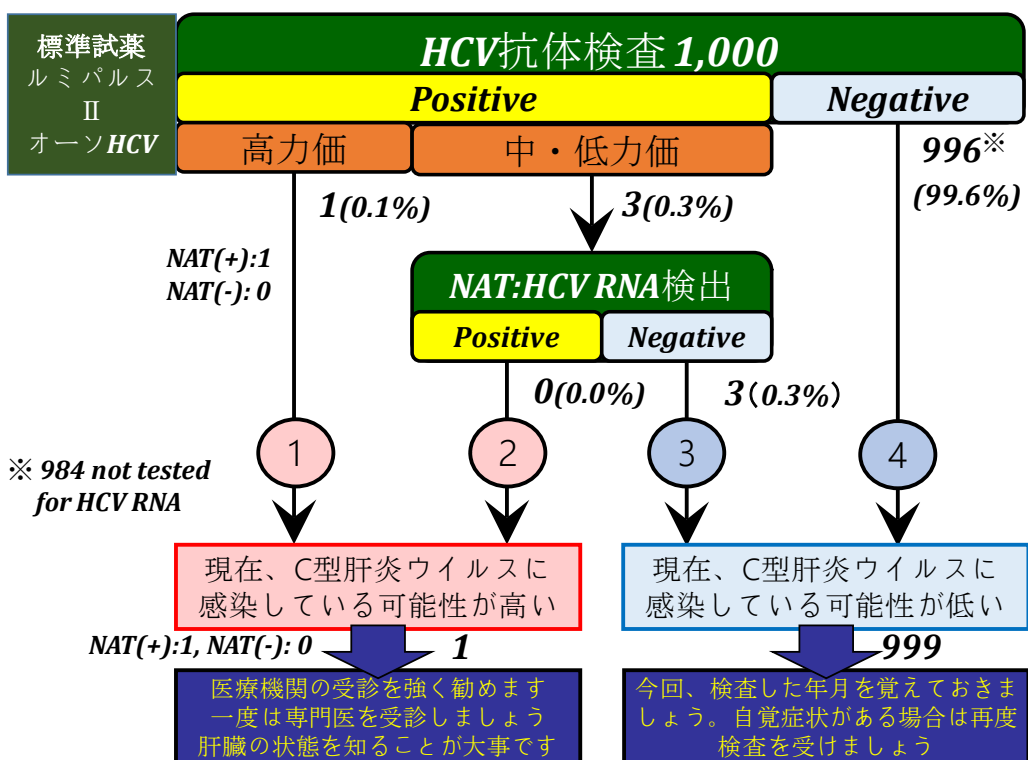 標準試薬
ルミパルス
Ⅱ
オーソHCV
HCV抗体検査 1,000
Positive
Negative
高力価
中・低力価
996※
(99.6%)
1(0.1%)
3(0.3%)
NAT(+):1
NAT(-): 0
NAT:HCV RNA検出
Positive
Negative
0(0.0%)
3(0.3%)
1
2
3
4
※ 984 not tested
for HCV RNA
現在、C型肝炎ウイルスに
感染している可能性が高い
現在、C型肝炎ウイルスに
感染している可能性が低い
NAT(+):1, NAT(-): 0
1
999
医療機関の受診を強く勧めます
一度は専門医を受診しましょう
肝臓の状態を知ることが大事です
今回、検査した年月を覚えておきま
しょう。自覚症状がある場合は再度
検査を受けましょう